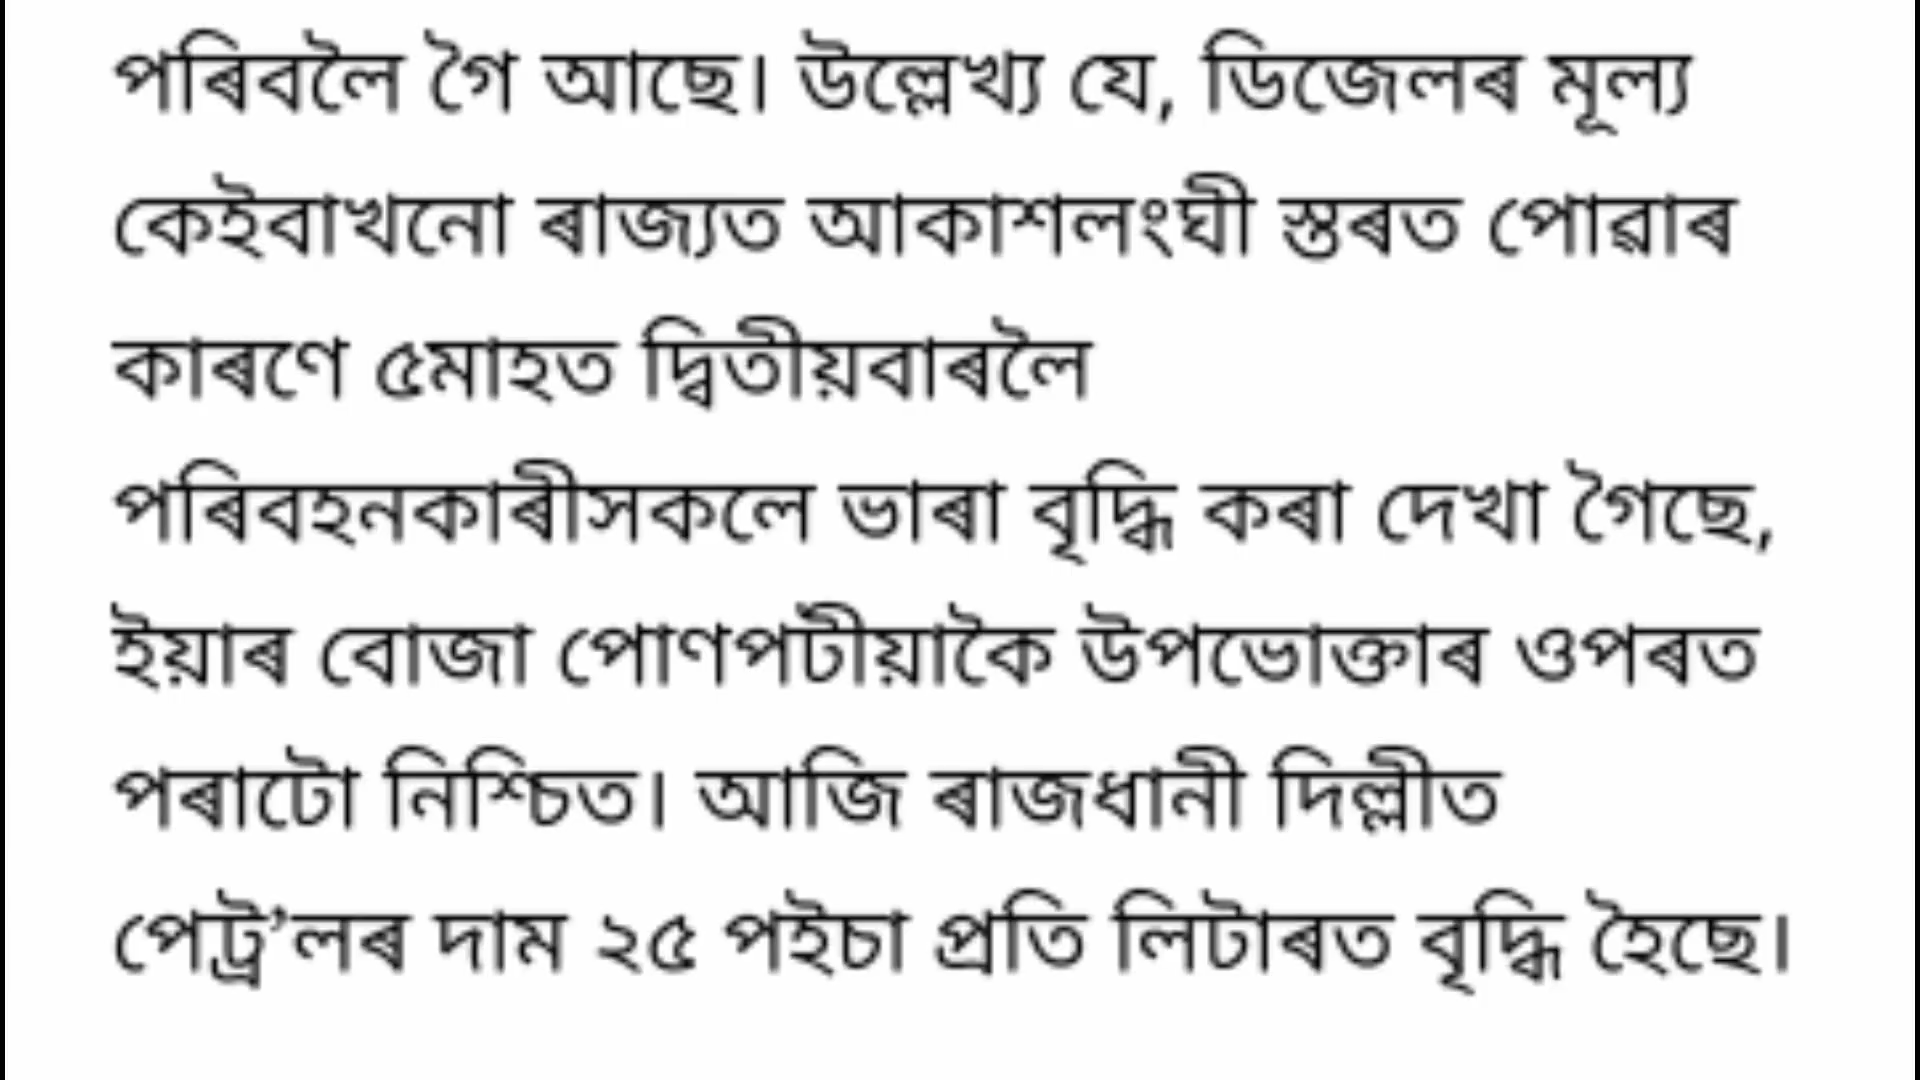 পৰিবলৈ গৈ আছে। উল্লেখ্য যে, ডিজেলৰ মূল্য
কেইবাখনো ৰাজ্যত আকাশলংঘী স্তৰত পোৱাৰ
কাৰণে ৫মাহত দ্বিতীয়বাৰলৈ
পৰিবহনকাৰীসকলে ভাৰা বৃদ্ধি কৰা দেখা গৈছে,
ইয়াৰ বোজা পোণপটীয়াকৈ উপভোক্তাৰ ওপৰত
পৰাটো নিশ্চিত। আজি ৰাজধানী দিল্লীত
পেট্ৰ’লৰ দাম ২৫ পইচা প্ৰতি লিটাৰত বৃদ্ধি হৈছে।